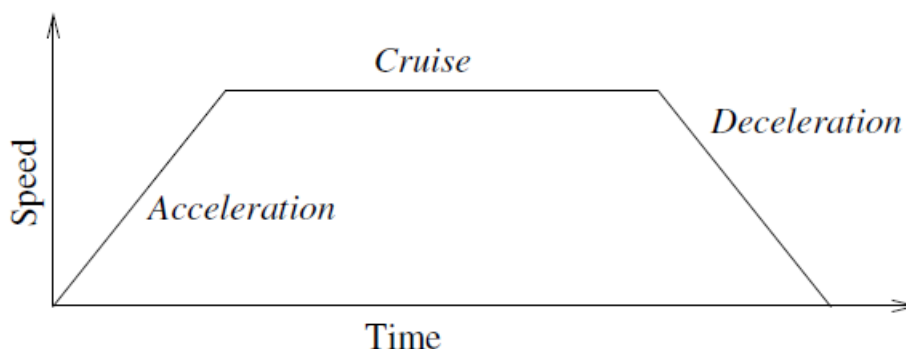 Cruise
Deceleration
Speed
Acceleration
Time